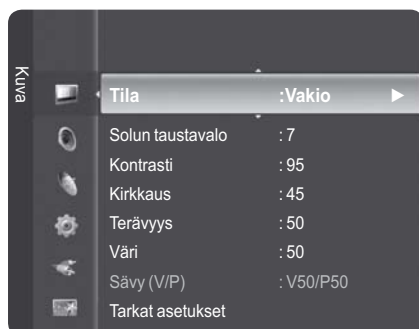 Kuva
Tila :Vakio
Solun taustavalo : 7
Kontrasti : 95
Kirkkaus : 45
Terävyys : 50
Väri : 50
Sävy (V/P) : V50/P50
Tarkat asetukset